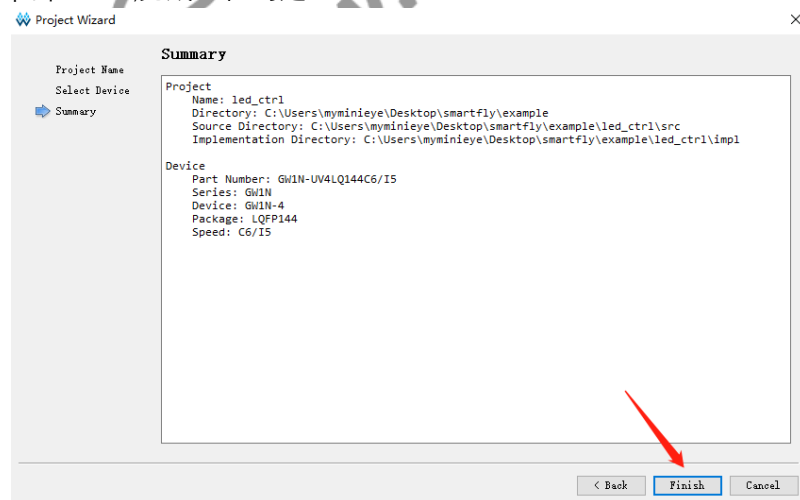 Project Wizard
Summary
Project Name
Select Device
Summary
Project
Name: led_ctrl
Directory: C:\Users\myminieye\Desktop\smartfly\example
Source Directory: C:\Users\myminieye\Desktop\smartfly\example\led_ctrl\src
Implementation Directory: C:\Users\myminieye\Desktop\smartfly\example\led_ctrl\impl
Device
Part Number: GW1N-UV4LQ144C6/I5
Series: GW1N
Device: GW1N-4
Package: LQFP144
Speed: C6/I5
< Back Finish Cancel